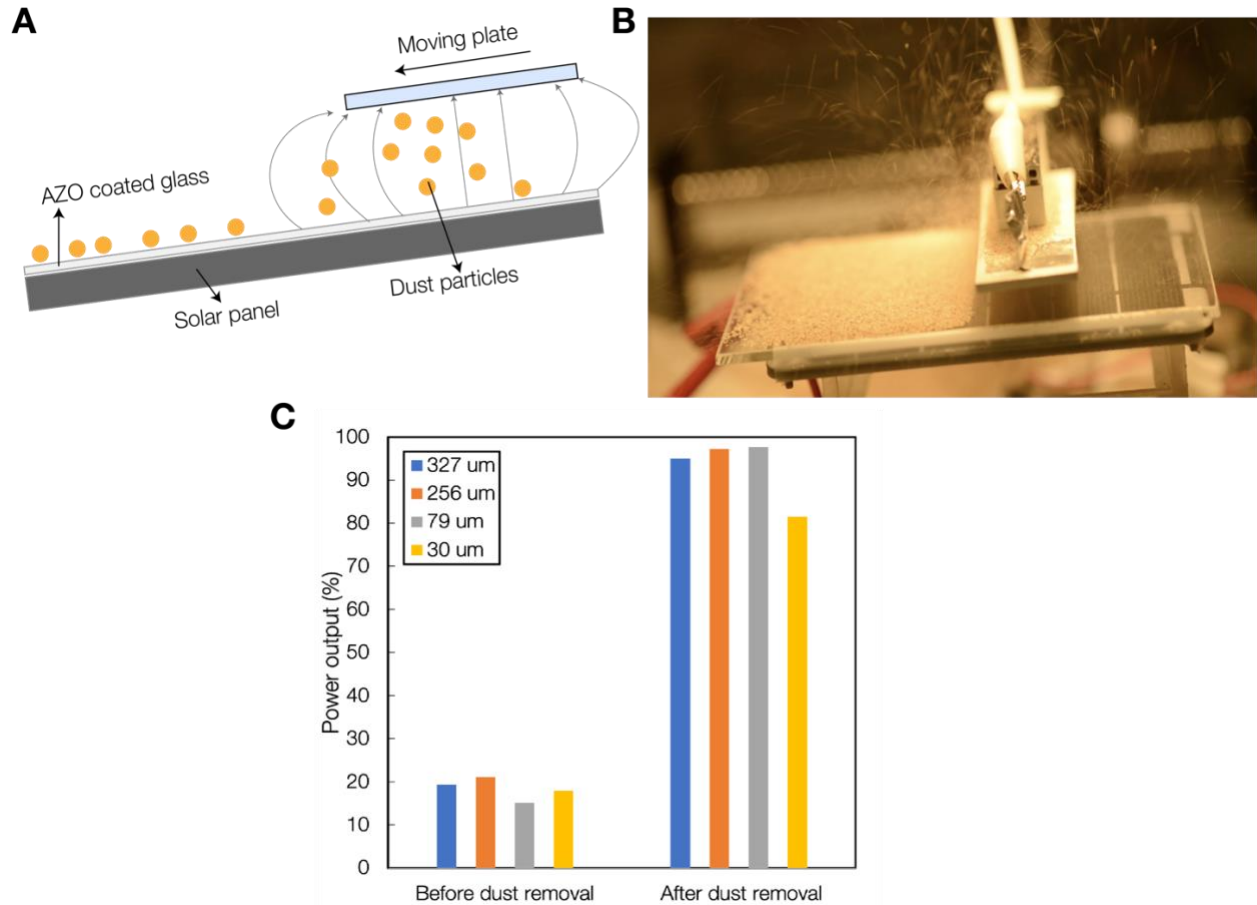 A
Moving plate
AZO coated glass
Dust particles
Solar panel
B
C
100
90
80
70
60
50
40
30
20
10
0
Power output (%)
327 um
256 um
79 um
30 um
Before dust removal
After dust removal